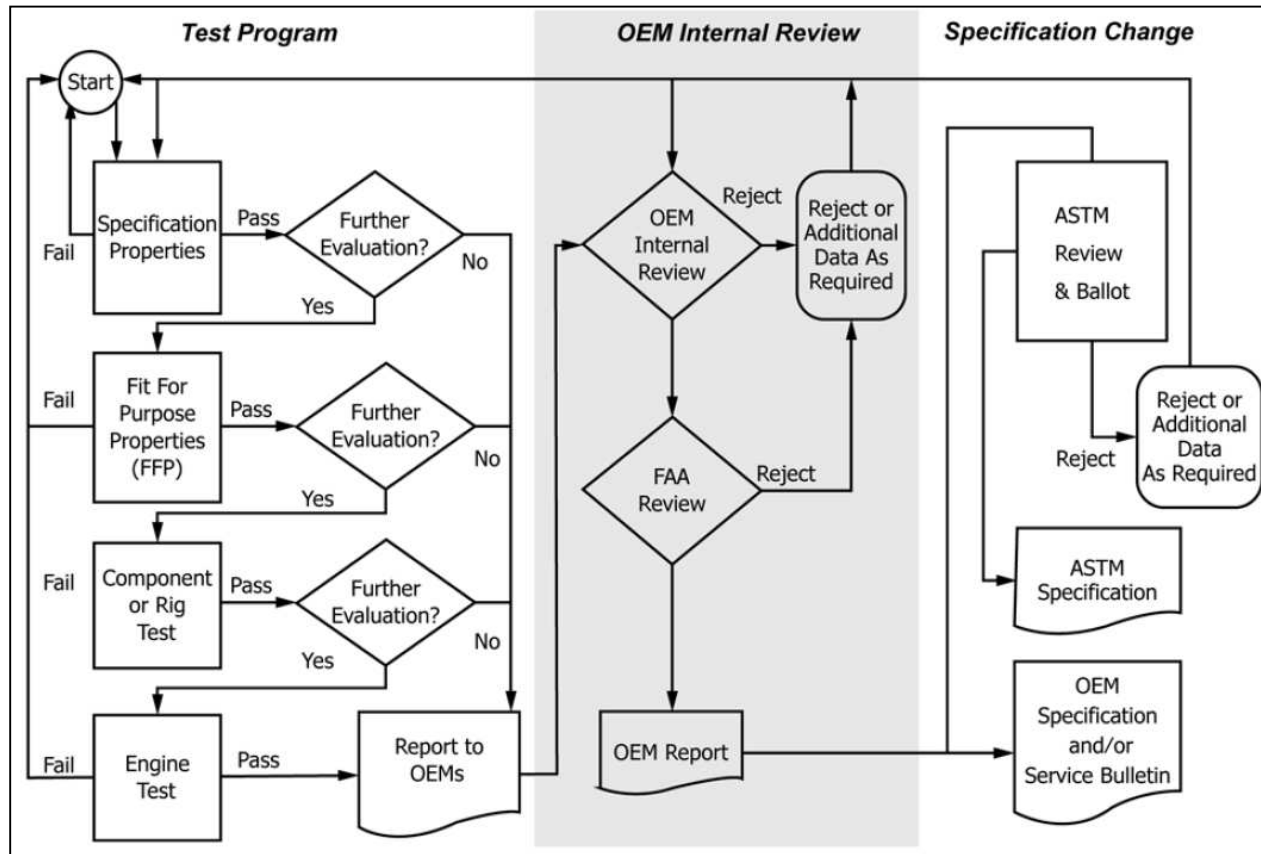 Test Program
OEM Internal Review
Specification Change
Start
Specification
Properties
Pass
Fail
Further
Evaluation?
No
Yes
Fit For
Purpose
Properties
(FFP)
Fail
Pass
Further
Evaluation?
No
Yes
Component
or Rig
Test
Fail
Pass
Further
Evaluation?
No
Yes
Engine
Test
Fail
Pass
Report to
OEMs
OEM
Internal
Review
Reject
Reject or
Additional
Data As
Required
FAA
Review
Reject
OEM Report
ASTM
Review
& Ballot
Reject
Reject or
Additional
Data
As Required
ASTM
Specification
OEM
Specification
and/or
Service Bulletin